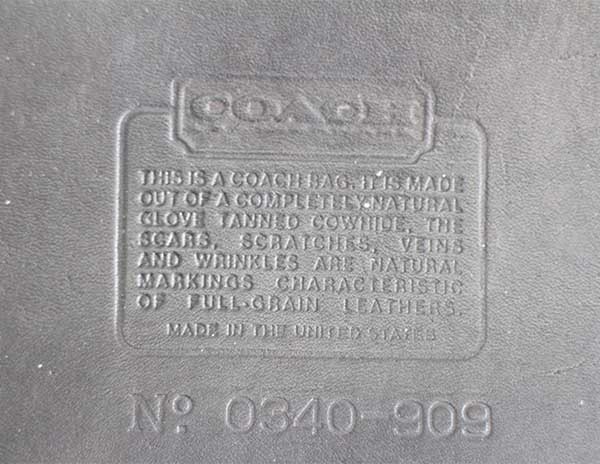 COACH
THIS IS A COACH BAG. IT IS MADE
OUT OF A COMPLETELY NATURAL
GLOVE TANNED COWHIDE, THE
SCARS, SCRATCHES, VEINS
AND WRINKLES ARE NATURAL
MARKINGS CHARACTERISTIC
OF FULL-GRAIN LEATHERS.
MADE IN THE UNITED STATES
Nº 0340-909